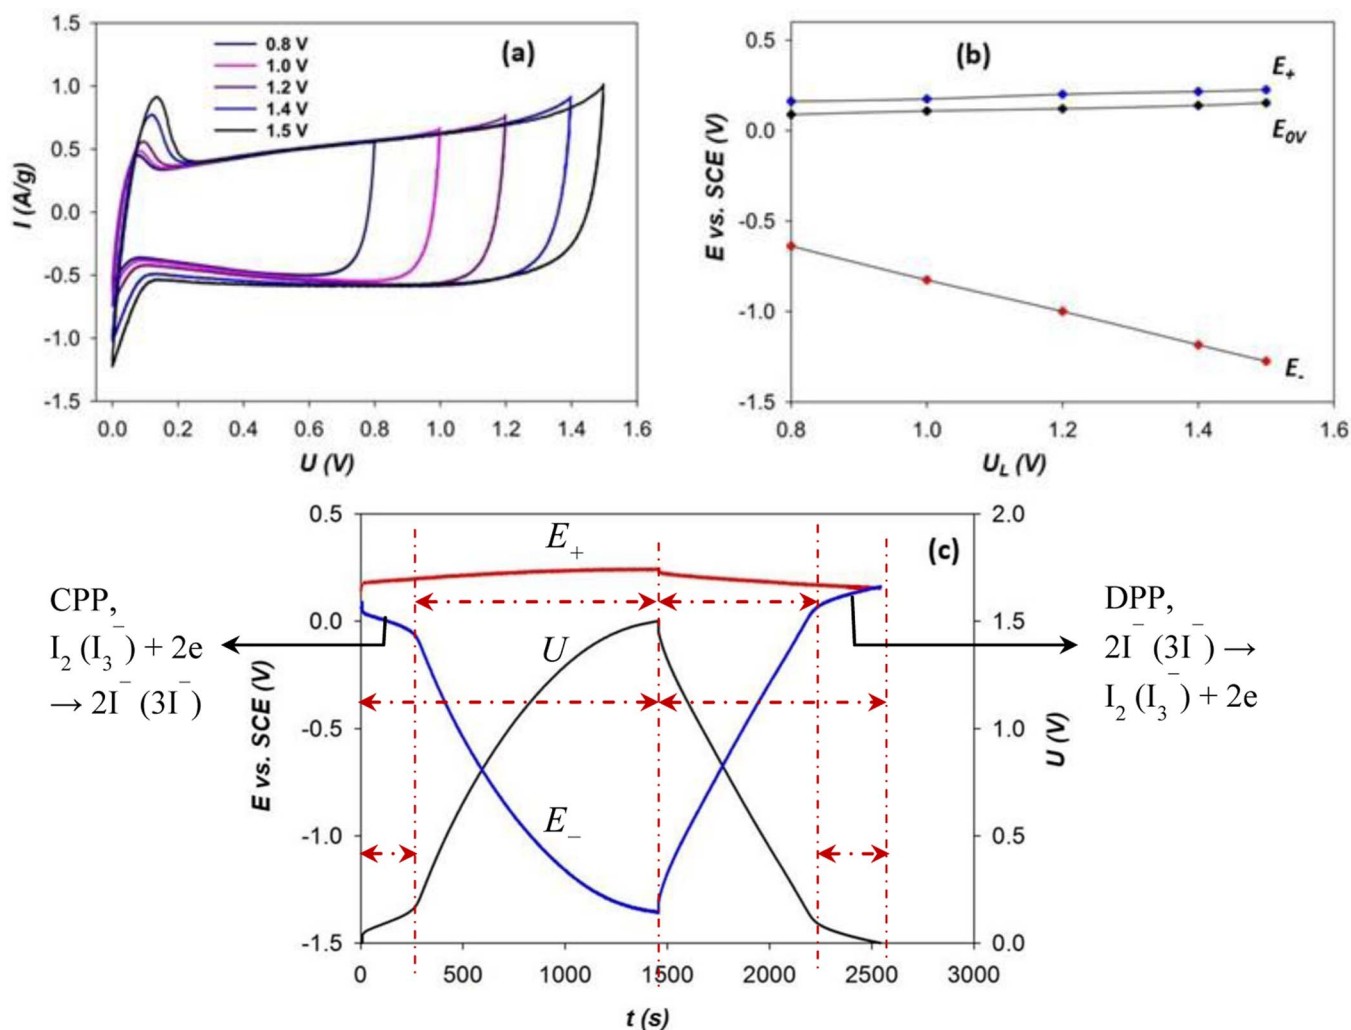 (a)
0.8 V
1.0 V
1.2 V
1.4 V
1.5 V
1.5
1.0
0.5
0.0
-0.5
-1.0
-1.5
I (A/g)
0.0 0.2 0.4 0.6 0.8 1.0 1.2 1.4 1.6
U (V)
(b)
0.5
0.0
-0.5
-1.0
-1.5
E vs. SCE (V)
E+
E0V
E-
0.8 1.0 1.2 1.4 1.6
UL (V)
(c)
0.5
0.0
-0.5
-1.0
-1.5
E vs. SCE (V)
E+
U
E−
2.0
1.5
1.0
0.5
0.0
U (V)
0 500 1000 1500 2000 2500 3000
t (s)
CPP,
I2 (I3−) + 2e
→ 2I− (3I−)
DPP,
2I− (3I−) →
I2 (I3−) + 2e